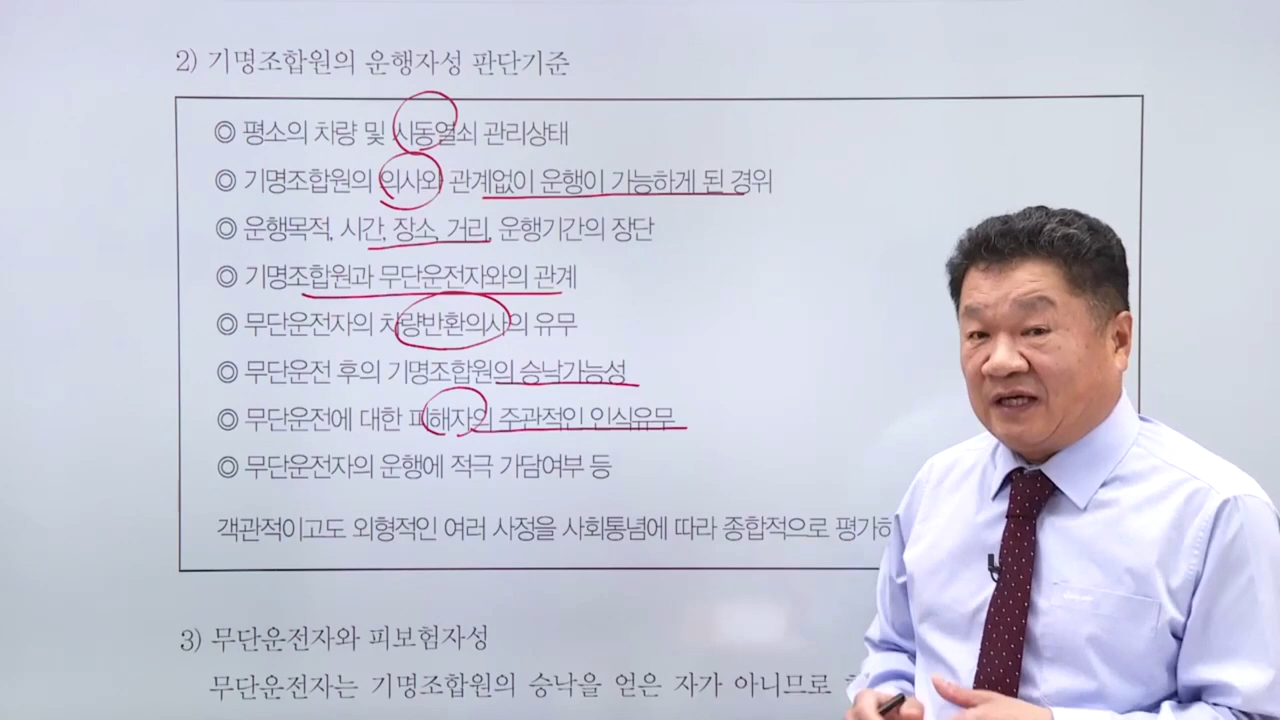 2) 기명조합원의 운행자성 판단기준
◎ 평소의 차량 및 시동열쇠 관리상태
◎ 기명조합원의 의사와 관계없이 운행이 가능하게 된 경위
◎ 운행목적, 시간, 장소, 거리, 운행기간의 장단
◎ 기명조합원과 무단운전자와의 관계
◎ 무단운전자의 차량반환의사의 유무
◎ 무단운전 후의 기명조합원의 승낙가능성
◎ 무단운전에 대한 피해자의 주관적인 인식유무
◎ 무단운전자의 운행에 적극 가담여부 등
객관적이고도 외형적인 여러 사정을 사회통념에 따라 종합적으로 평가하
3) 무단운전자와 피보험자성
무단운전자는 기명조합원의 승낙을 얻은 자가 아니므로